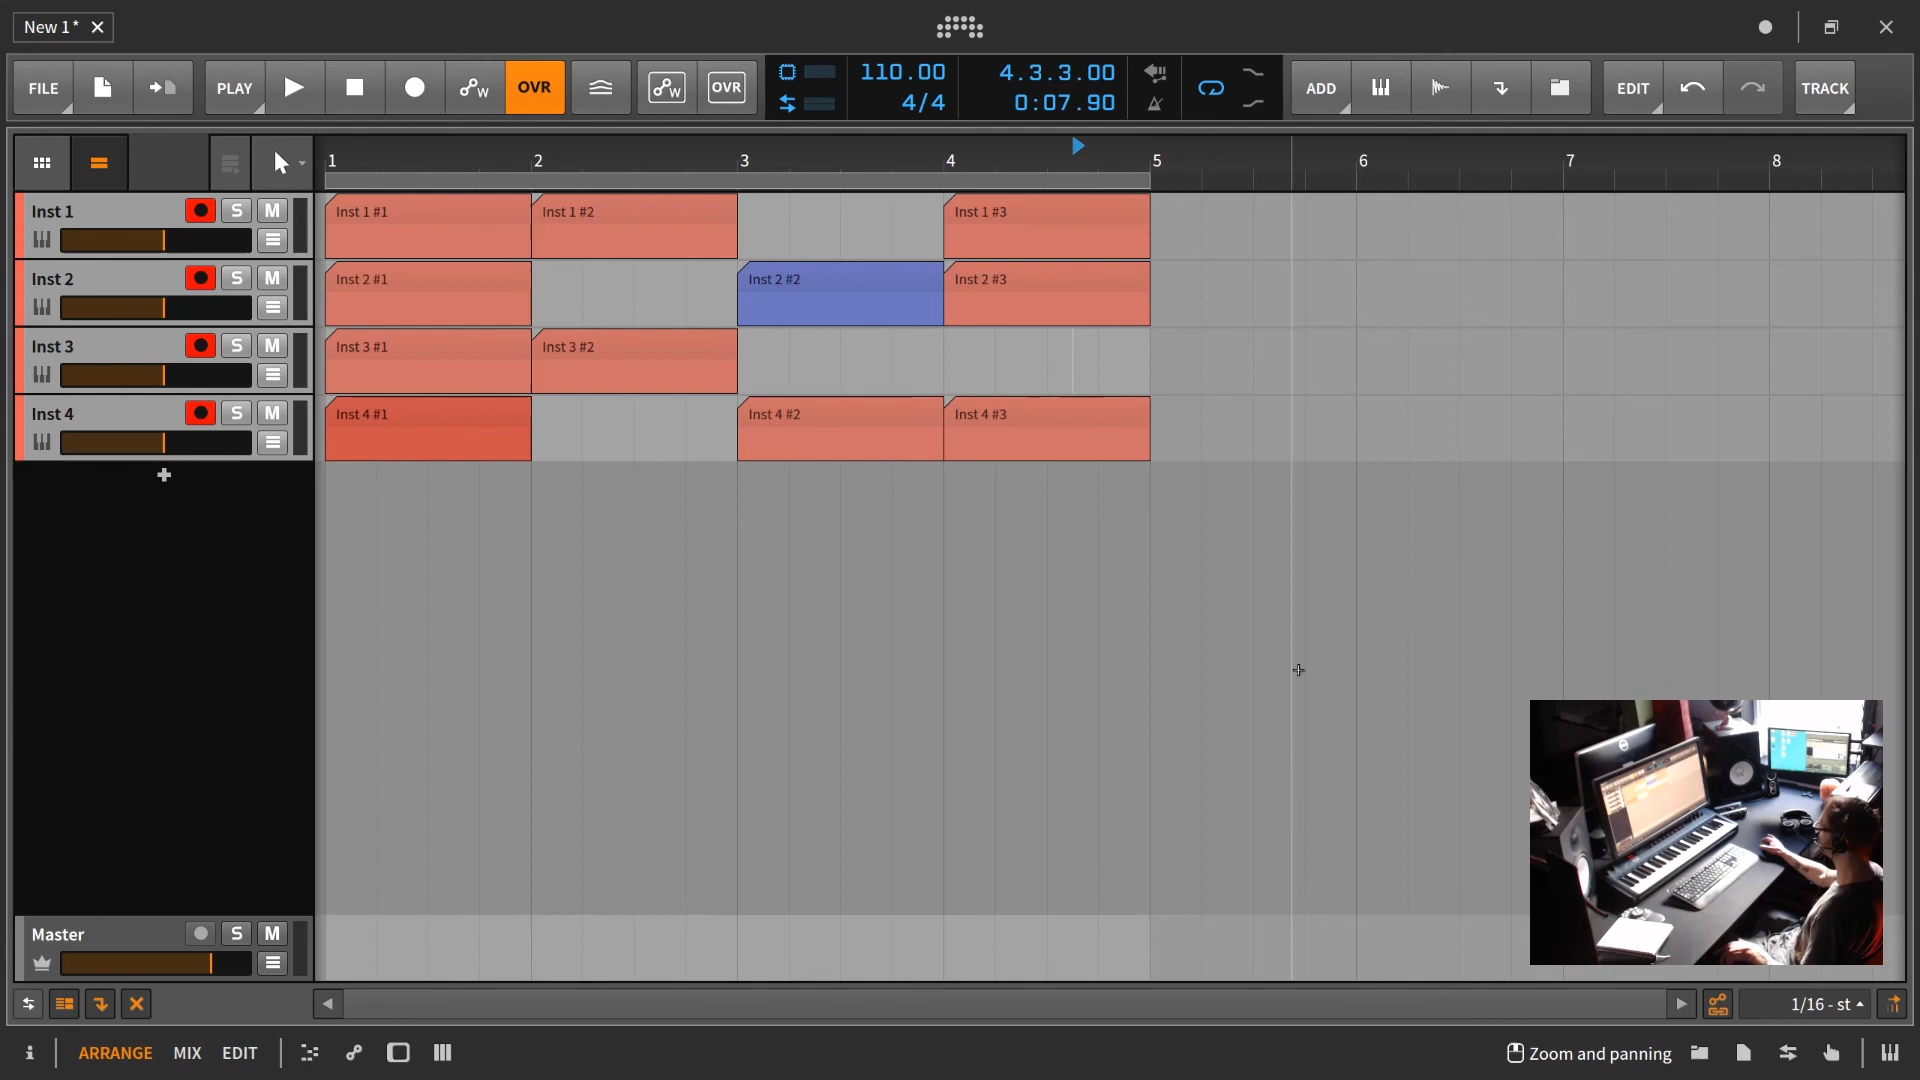 New 1*
FILE PLAY OVR OVR 110.00 4.3.3.00 ADD EDIT TRACK
4/4 0:07.90
1 2 3 4 5 6 7 8
Inst 1 S M Inst 1 #1 Inst 1 #2 Inst 1 #3
Inst 2 S M Inst 2 #1 Inst 2 #2 Inst 2 #3
Inst 3 S M Inst 3 #1 Inst 3 #2
Inst 4 S M Inst 4 #1 Inst 4 #2 Inst 4 #3
Master S M
1/16 - st
ARRANGE MIX EDIT Zoom and panning